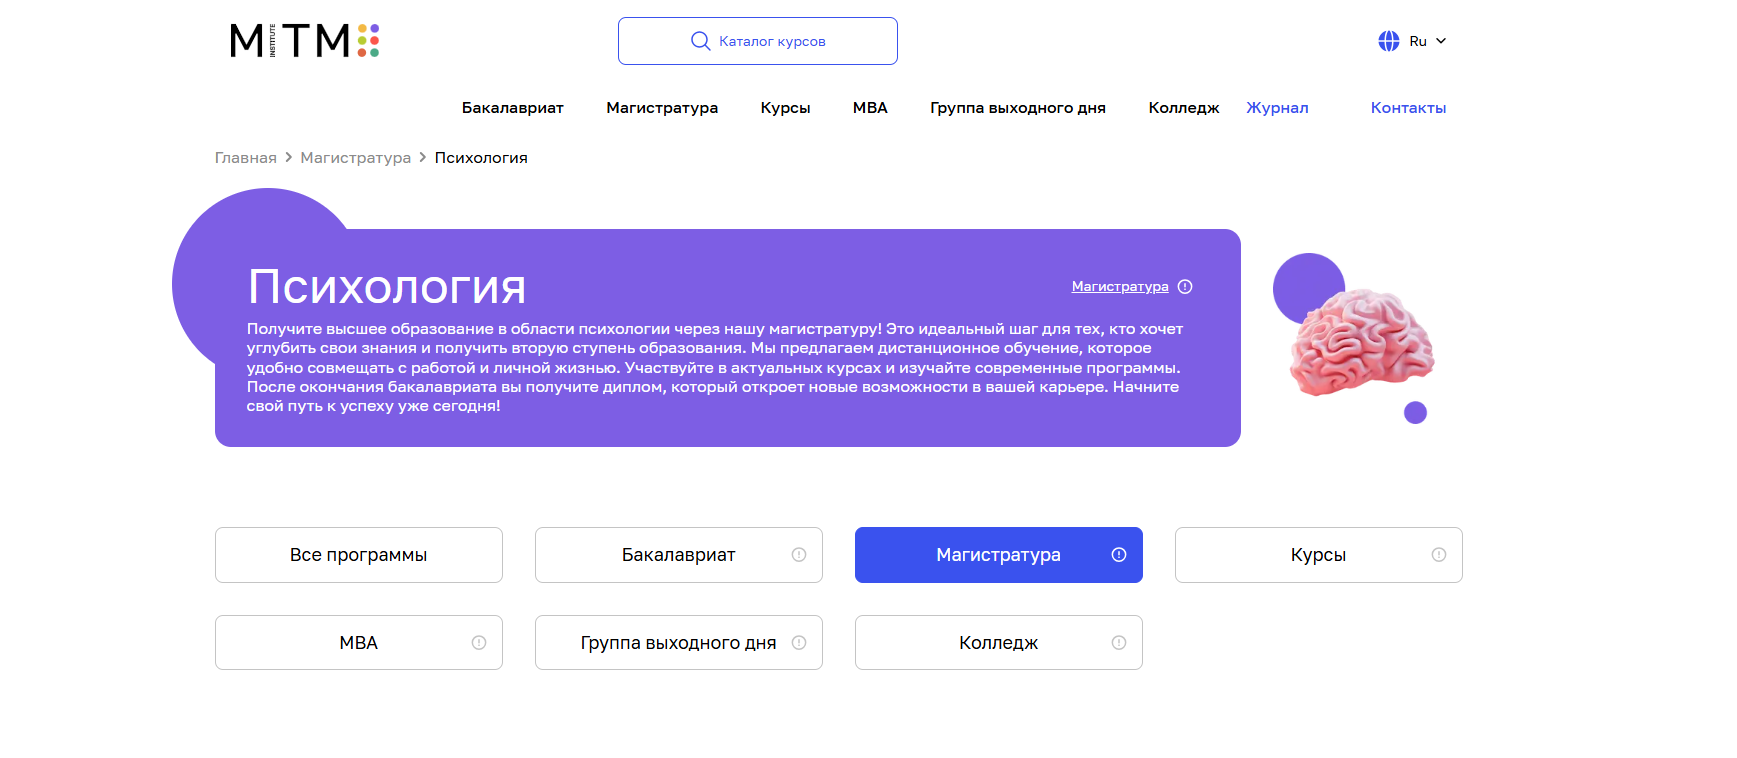 MITM INSTITUTE
Каталог курсов
Ru
Бакалавриат Магистратура Курсы MBA Группа выходного дня Колледж Журнал Контакты
Главная > Магистратура > Психология
Психология
Магистратура
Получите высшее образование в области психологии через нашу магистратуру! Это идеальный шаг для тех, кто хочет
углубить свои знания и получить вторую ступень образования. Мы предлагаем дистанционное обучение, которое
удобно совмещать с работой и личной жизнью. Участвуйте в актуальных курсах и изучайте современные программы.
После окончания бакалавриата вы получите диплом, который откроет новые возможности в вашей карьере. Начните
свой путь к успеху уже сегодня!
Все программы Бакалавриат Магистратура Курсы
MBA Группа выходного дня Колледж